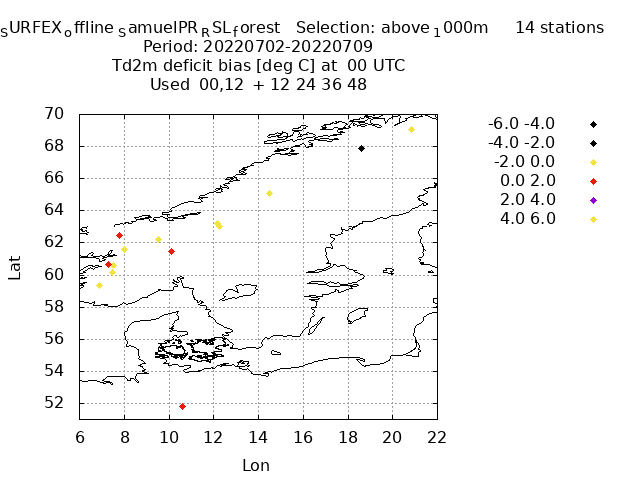 SURFEXoffline SamuelPRRSLforest Selection: above1000m 14 stations
Period: 20220702-20220709
Td2m deficit bias [deg C] at 00 UTC
Used 00,12 + 12 24 36 48
-6.0 -4.0
-4.0 -2.0
-2.0 0.0
0.0 2.0
2.0 4.0
4.0 6.0
70
68
66
64
62
60
58
56
54
52
Lat
6 8 10 12 14 16 18 20 22
Lon